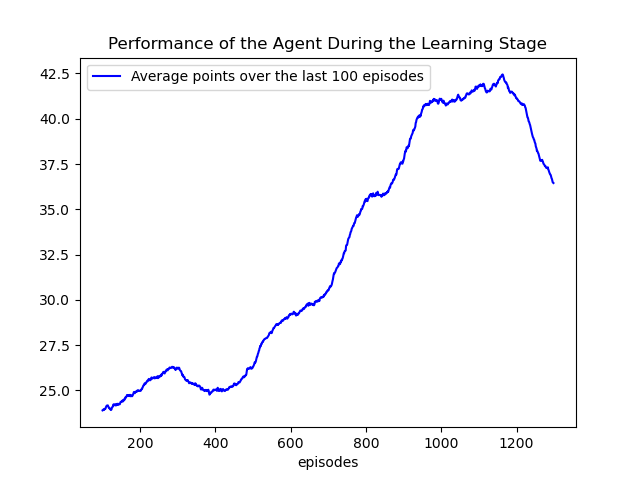 Performance of the Agent During the Learning Stage
Average points over the last 100 episodes
42.5
40.0
37.5
35.0
32.5
30.0
27.5
25.0
200 400 600 800 1000 1200
episodes